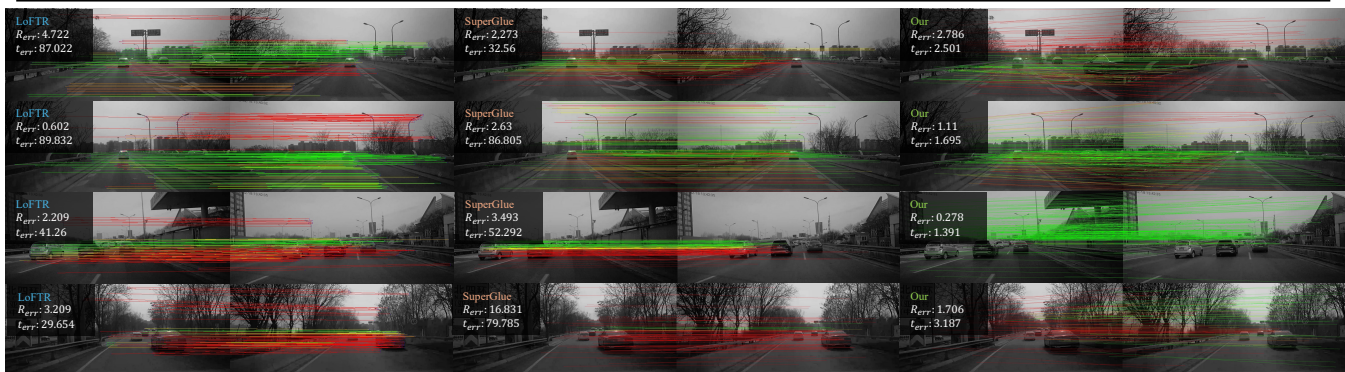 LoFTR
R_err: 4.722
t_err: 87.022
SuperGlue
R_err: 2,273
t_err: 32.56
Our
R_err: 2.786
t_err: 2.501
LoFTR
R_err: 0.602
t_err: 89.832
SuperGlue
R_err: 2.63
t_err: 86.805
Our
R_err: 1.11
t_err: 1.695
LoFTR
R_err: 2.209
t_err: 41.26
SuperGlue
R_err: 3.493
t_err: 52.292
Our
R_err: 0.278
t_err: 1.391
LoFTR
R_err: 3.209
t_err: 29.654
SuperGlue
R_err: 16.831
t_err: 79.785
Our
R_err: 1.706
t_err: 3.187